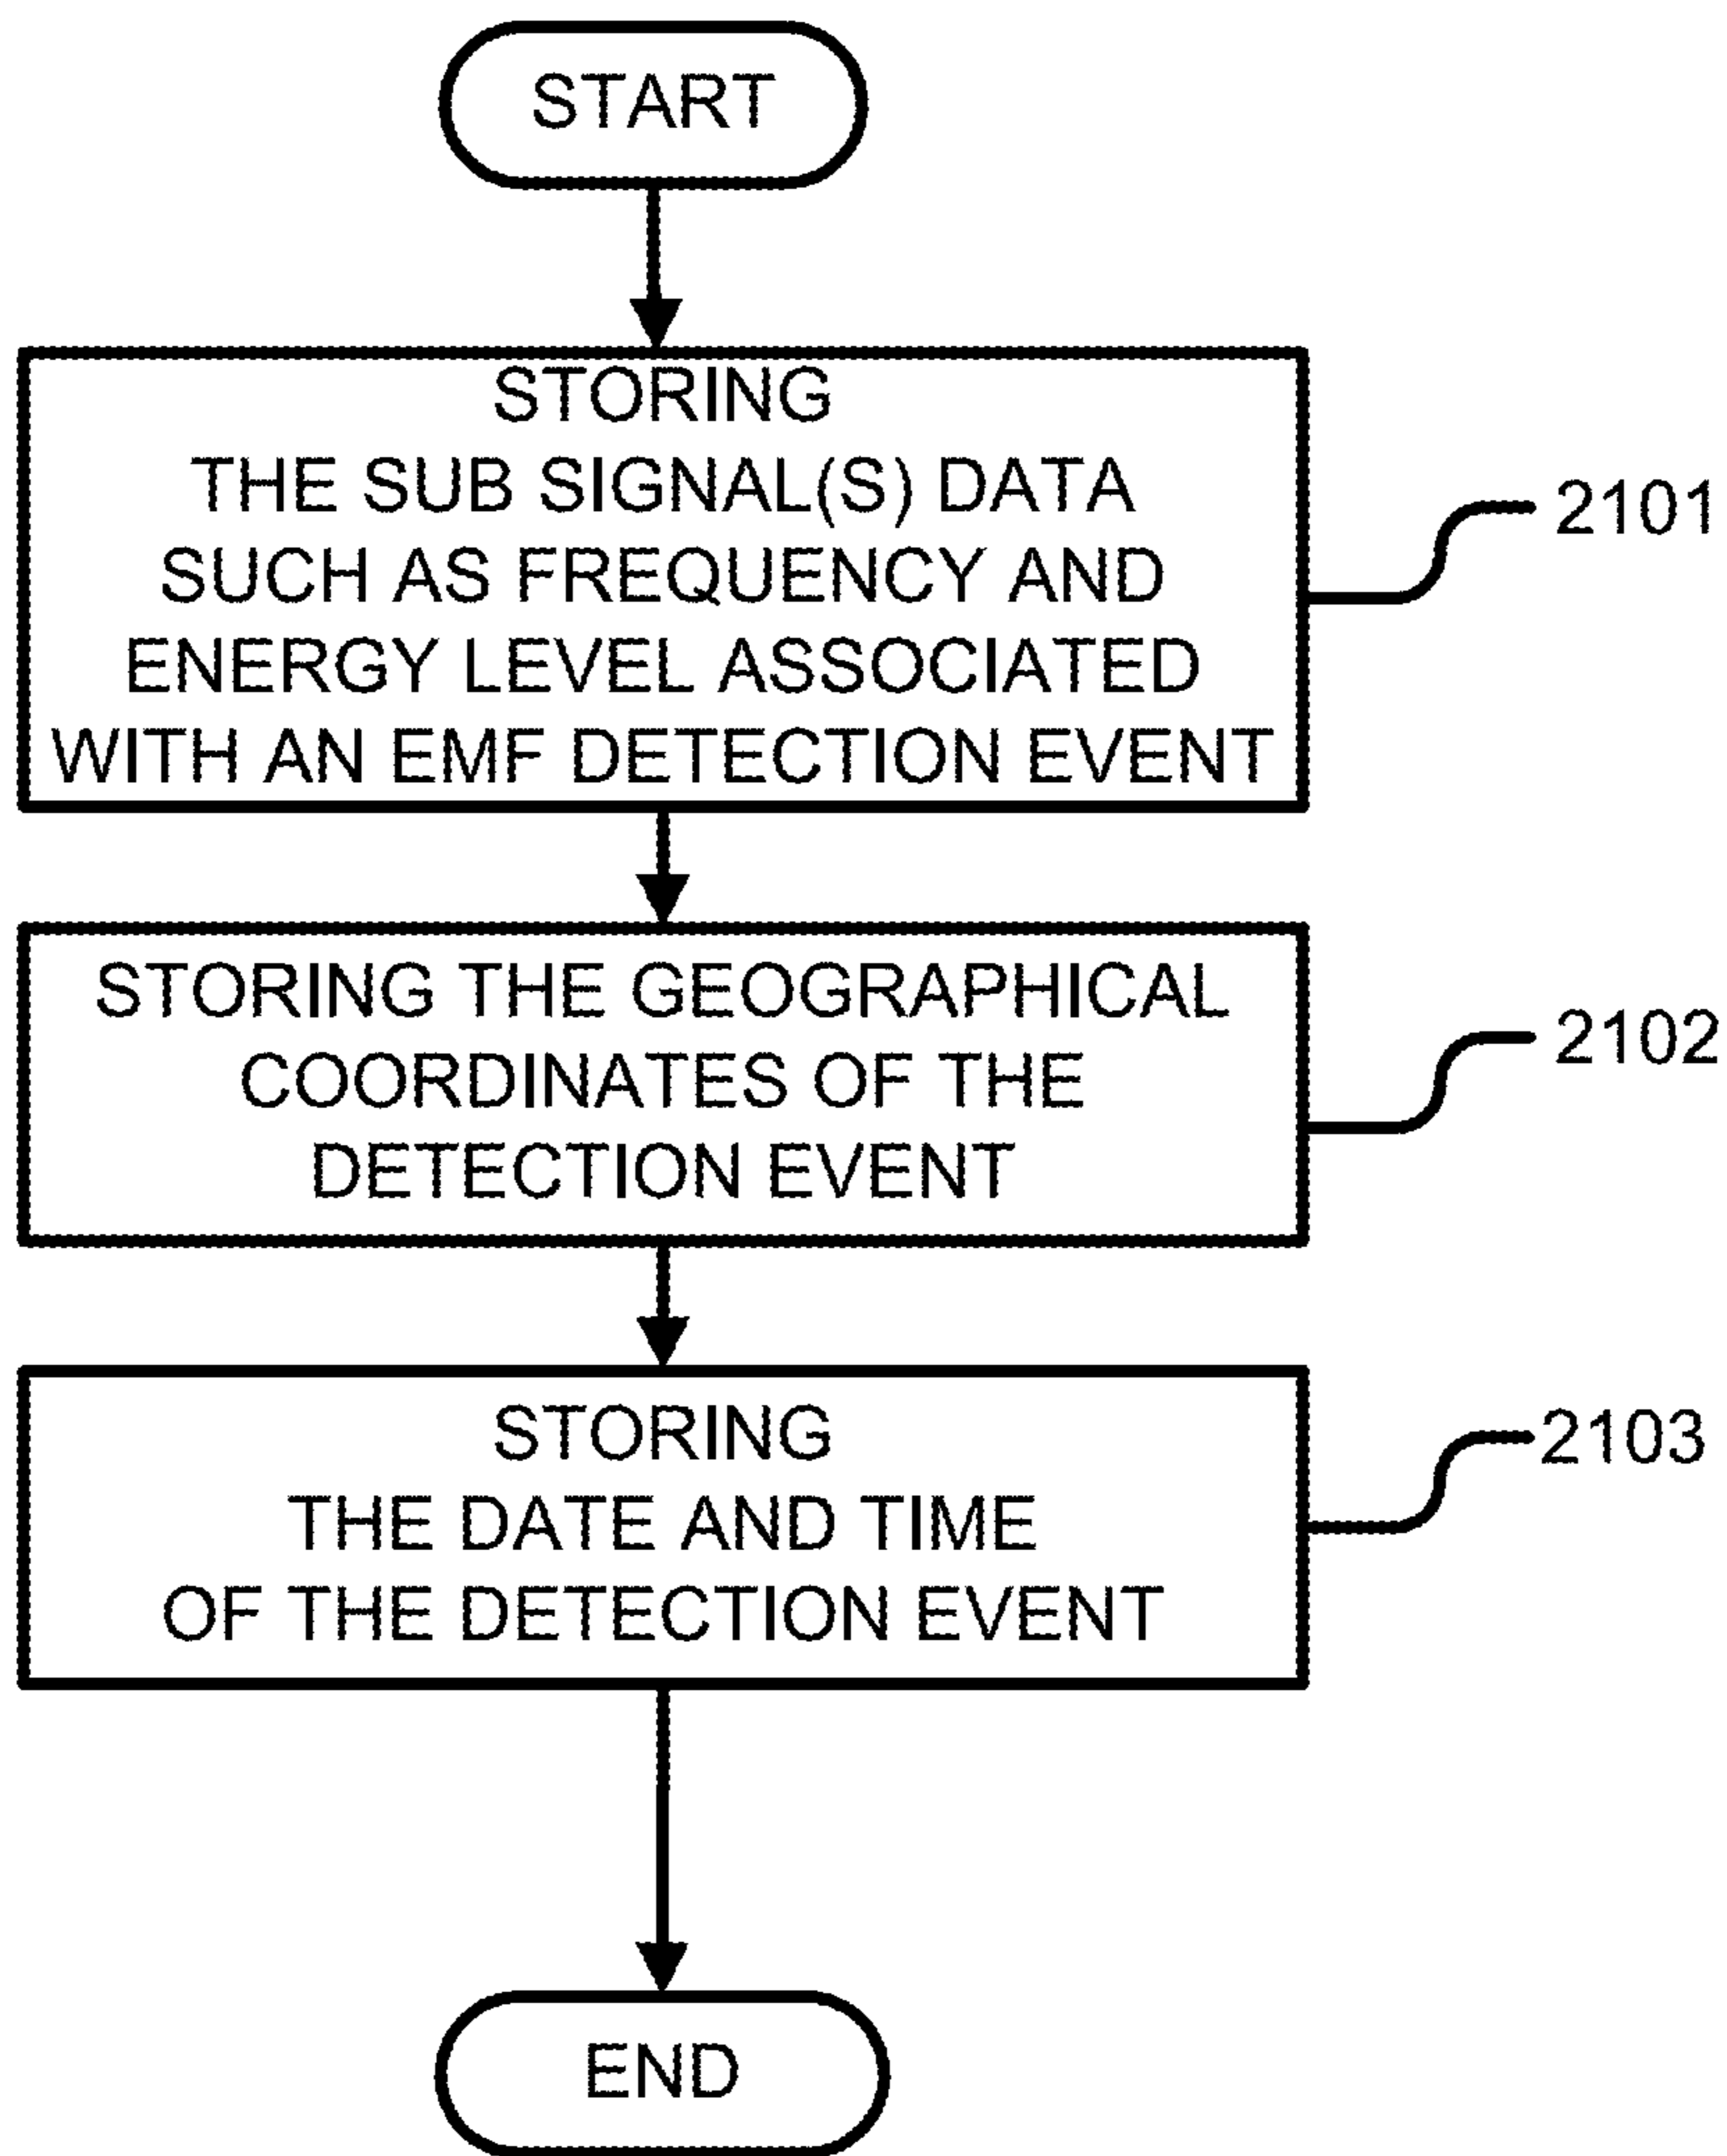 START
STORING
THE SUB SIGNAL(S) DATA
SUCH AS FREQUENCY AND
ENERGY LEVEL ASSOCIATED
WITH AN EMF DETECTION EVENT
2101
STORING THE GEOGRAPHICAL
COORDINATES OF THE
DETECTION EVENT
2102
STORING
THE DATE AND TIME
OF THE DETECTION EVENT
2103
END